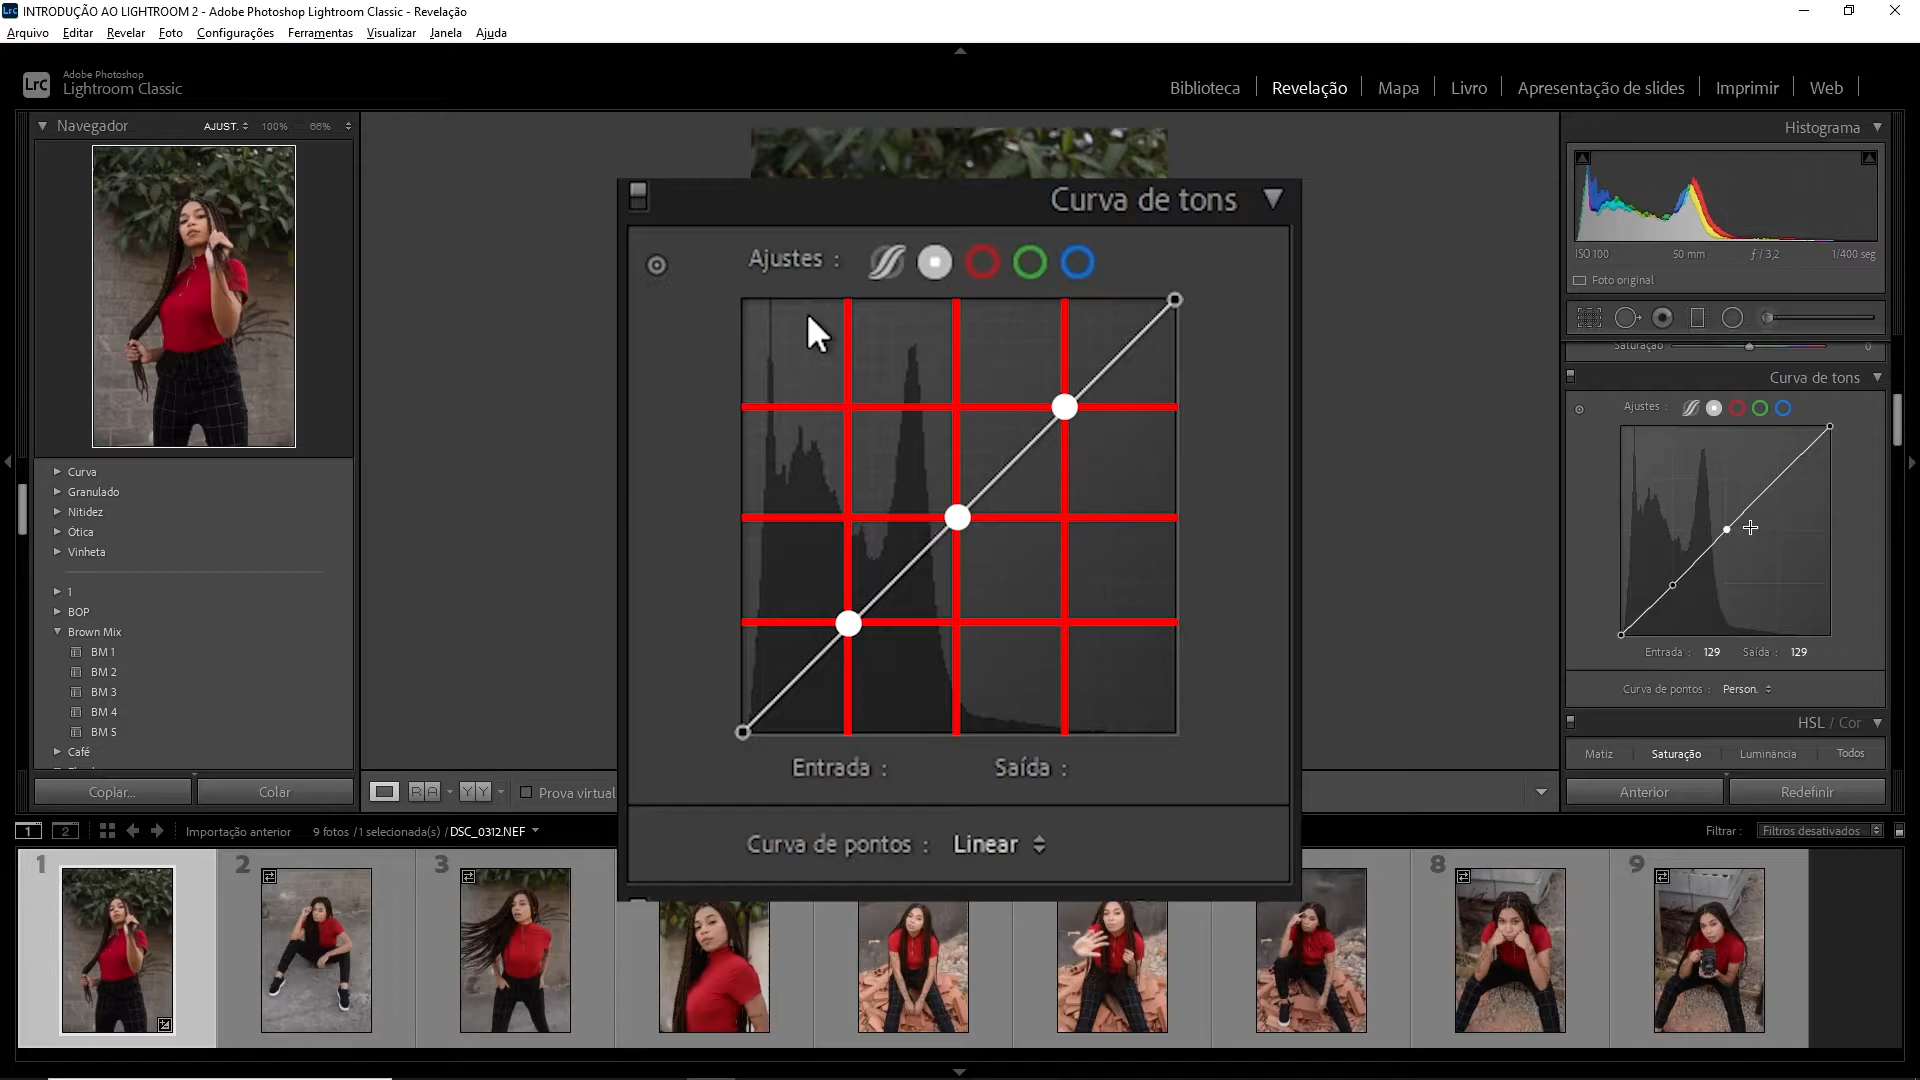 INTRODUÇÃO AO LIGHTROOM 2 - Adobe Photoshop Lightroom Classic - Revelação
Arquivo Editar Revelar Foto Configurações Ferramentas Visualizar Janela Ajuda
LrC
Adobe Photoshop
Lightroom Classic
Biblioteca Revelação Mapa Livro Apresentação de slides Imprimir Web
Navegador AJUST. 100% 66%
Curva
Granulado
Nitidez
Ótica
Vinheta
1
BOP
Brown Mix
BM 1
BM 2
BM 3
BM 4
BM 5
Café
Copiar... Colar
Curva de tons
Ajustes :
Entrada : Saída :
Curva de pontos : Linear
R A Y Y Prova virtual
Histograma
ISO 100 50 mm ƒ / 3,2 1/400 seg
Foto original
Saturação 0
Curva de tons
Ajustes :
Entrada : 129 Saída : 129
Curva de pontos : Person.
HSL / Cor
Matiz Saturação Luminância Todos
Anterior Redefinir
1 2 Importação anterior 9 fotos /1 selecionada(s) /DSC_0312.NEF
Filtrar : Filtros desativados
1 2 3 8 9